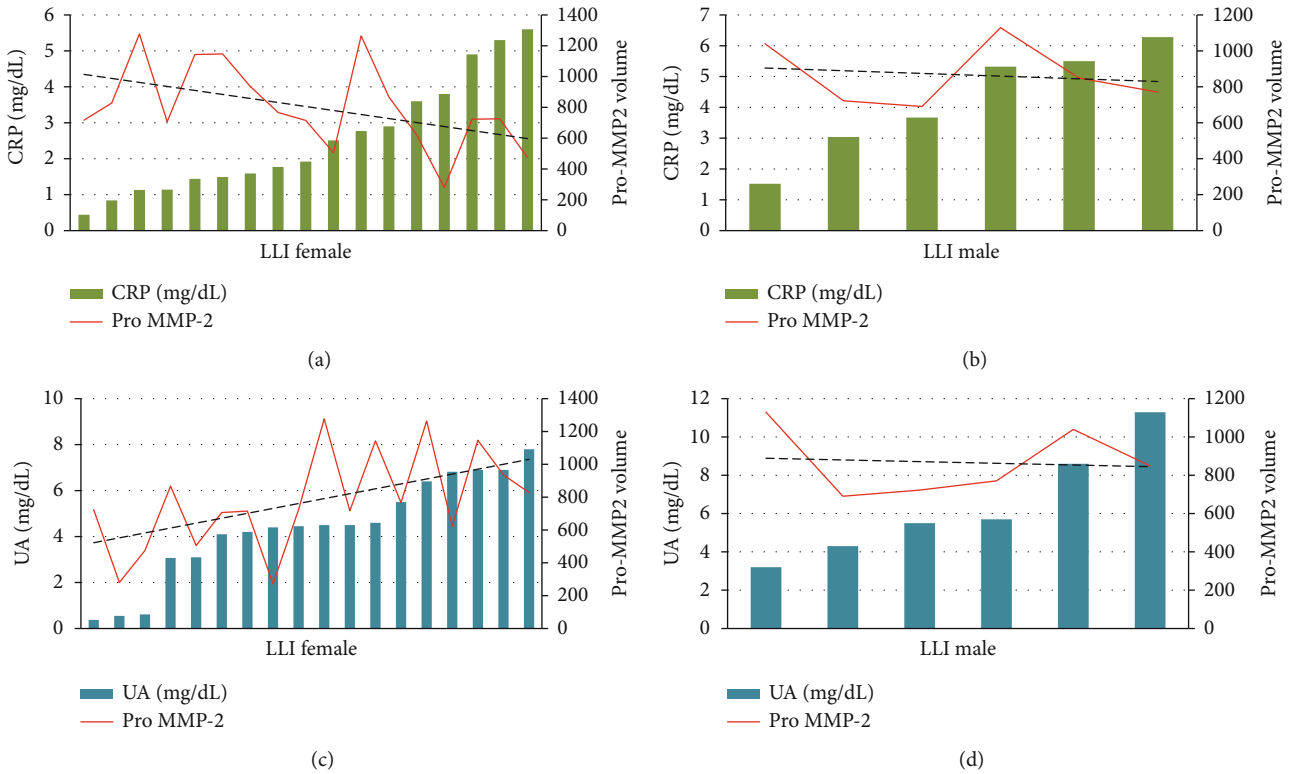 CRP (mg/dL)
6
5
4
3
2
1
0
1400
1200
1000
800
600
400
200
0
Pro-MMP2 volume
LLI female
CRP (mg/dL)
Pro MMP-2
(a)
CRP (mg/dL)
7
6
5
4
3
2
1
0
1200
1000
800
600
400
200
0
Pro-MMP2 volume
LLI male
CRP (mg/dL)
Pro MMP-2
(b)
UA (mg/dL)
10
8
6
4
2
0
1400
1200
1000
800
600
400
200
0
Pro-MMP2 volume
LLI female
UA (mg/dL)
Pro MMP-2
(c)
UA (mg/dL)
12
10
8
6
4
2
0
1200
1000
800
600
400
200
0
Pro-MMP2 volume
LLI male
UA (mg/dL)
Pro MMP-2
(d)